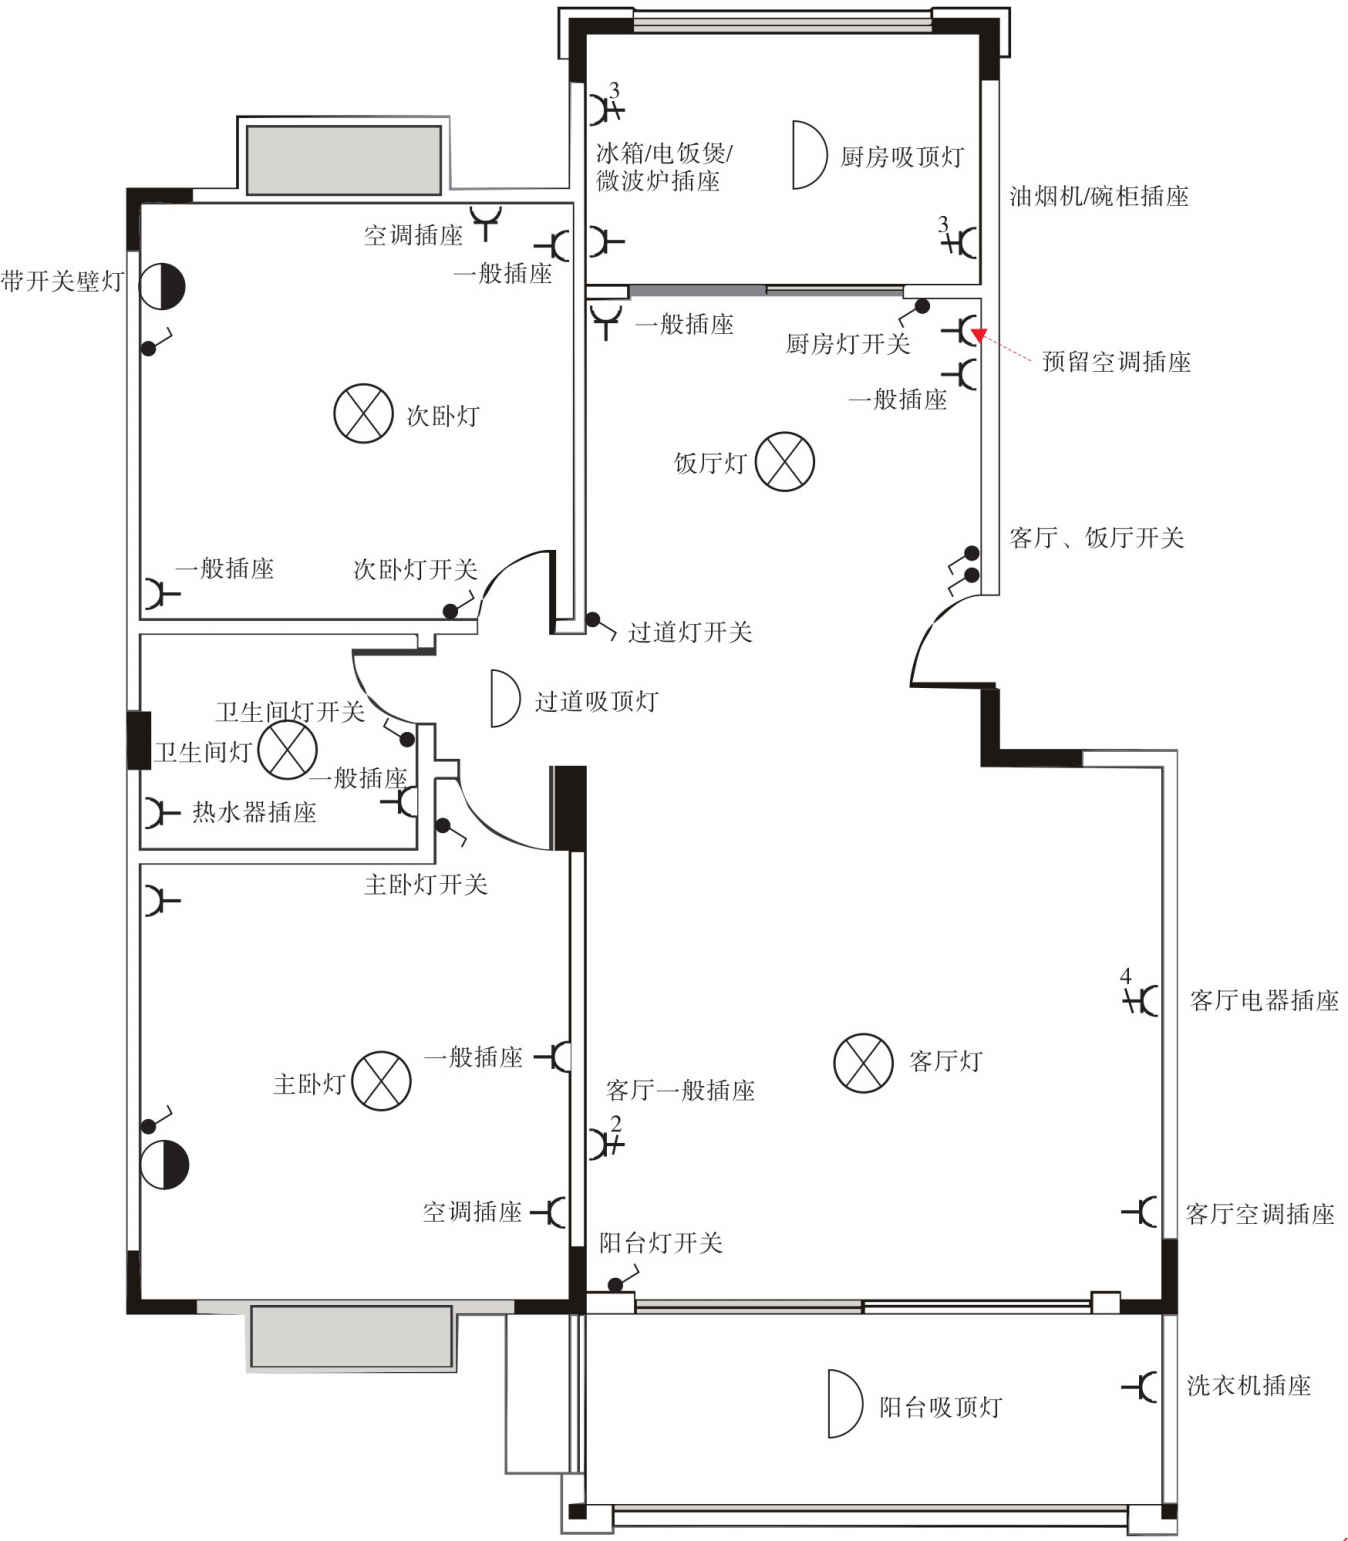 3
冰箱/电饭煲/
微波炉插座
厨房吸顶灯
油烟机/碗柜插座
3
空调插座
一般插座
带开关壁灯
一般插座
厨房灯开关
预留空调插座
一般插座
次卧灯
饭厅灯
客厅、饭厅开关
一般插座
次卧灯开关
过道灯开关
过道吸顶灯
卫生间灯开关
卫生间灯
一般插座
热水器插座
主卧灯开关
4
客厅电器插座
一般插座
主卧灯
客厅灯
客厅一般插座
2
空调插座
客厅空调插座
阳台灯开关
洗衣机插座
阳台吸顶灯